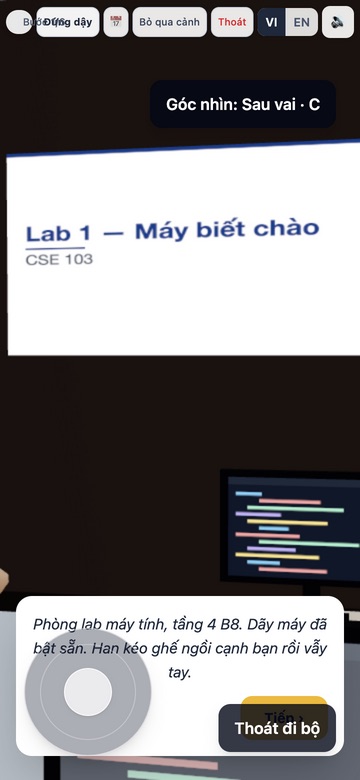 Đứng dậy
Bỏ qua cảnh
Thoát
VI
EN
Góc nhìn: Sau vai · C
Lab 1 — Máy biết chào
CSE 103
Phòng lab máy tính, tầng 4 B8. Dãy máy đã
bật sẵn. Han kéo ghế ngồi cạnh bạn rồi vẫy
tay.
Tiếp ›
Thoát đi bộ